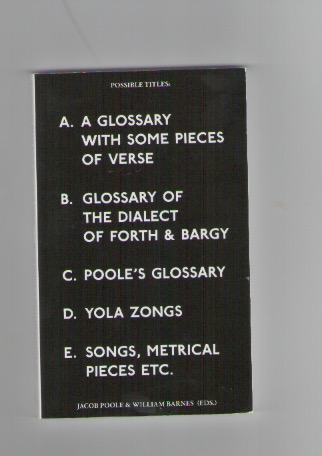 POSSIBLE TITLES:
A. A GLOSSARY
WITH SOME PIECES
OF VERSE
B. GLOSSARY OF
THE DIALECT
OF FORTH & BARGY
C. POOLE'S GLOSSARY
D. YOLA ZONGS
E. SONGS, METRICAL
PIECES ETC.
JACOB POOLE & WILLIAM BARNES (EDS.)